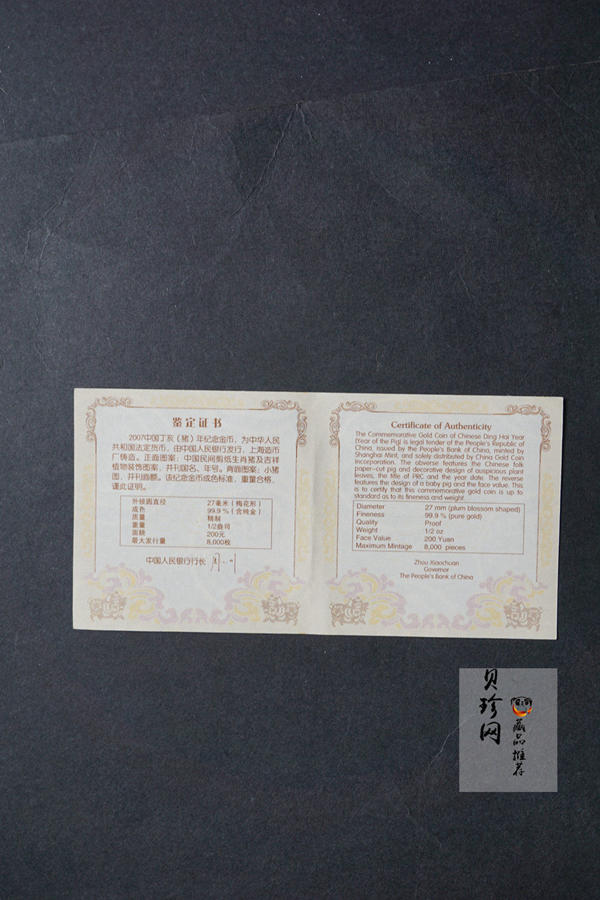 鉴定证书
2007中国丁亥(猪)年纪念金币,为中华人民
共和国法定货币,由中国人民银行发行,上海造币
厂铸造。正面图案:中国民间剪纸生肖猪及吉祥
植物装饰图案,并刊国名、年号。背面图案:小猪
图,并刊面额。该纪念金币成色标准,重量合格,
谨此证明。
外接圆直径 27毫米(梅花形)
成色 99.9%(含纯金)
质量 精制
重量 1/2盎司
面额 200元
最大发行量 8,000枚
中国人民银行行长
Certificate of Authenticity
The Commemorative Gold Coin of Chinese Ding Hai Year
(Year of the Pig) is legal tender of the People's Republic of
China, issued by the People's Bank of China, minted by
Shanghai Mint, and solely distributed by China Gold Coin
Incorporation. The obverse features the Chinese folk
paper-cut pig and decorative design of auspicious plant
leaves, the title of PRC and the year date. The reverse
features the design of a baby pig and the face value. This
is to certify that this commemorative gold coin is up to
standard as to its fineness and weight.
Diameter 27 mm (plum blossom shaped)
Fineness 99.9 % (pure gold)
Quality Proof
Weight 1/2 oz
Face Value 200 Yuan
Maximum Mintage 8,000 pieces
Zhou Xiaochuan
Governor
The People's Bank of China
贝珍网
藏品推荐